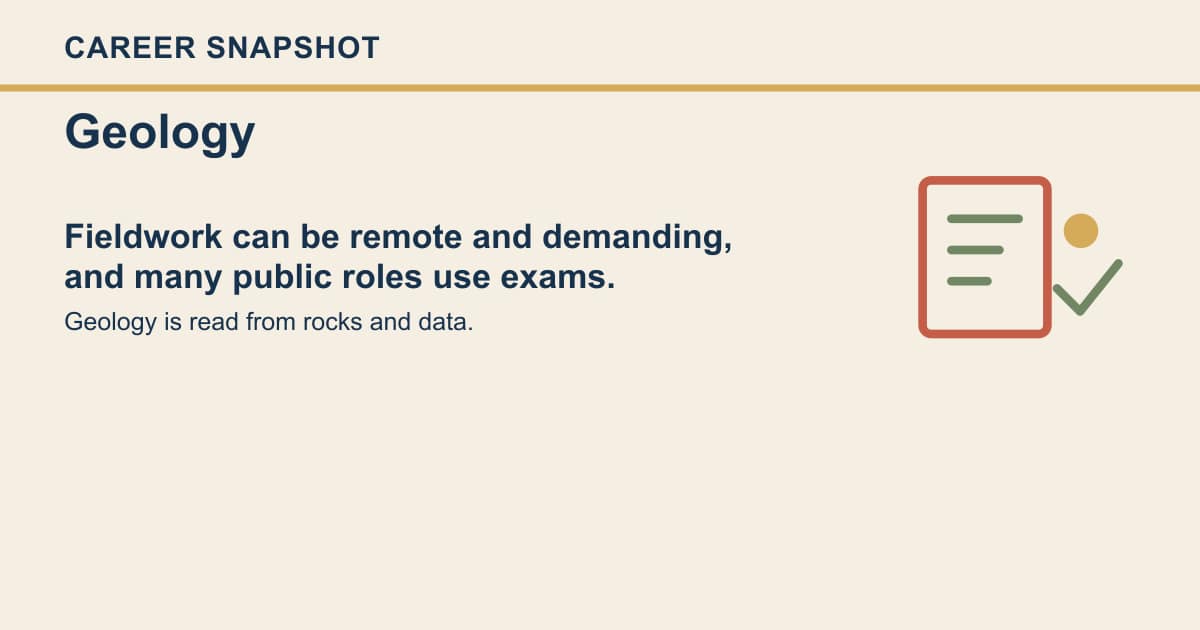 CAREER SNAPSHOT
Geology
Fieldwork can be remote and demanding,
and many public roles use exams.
Geology is read from rocks and data.